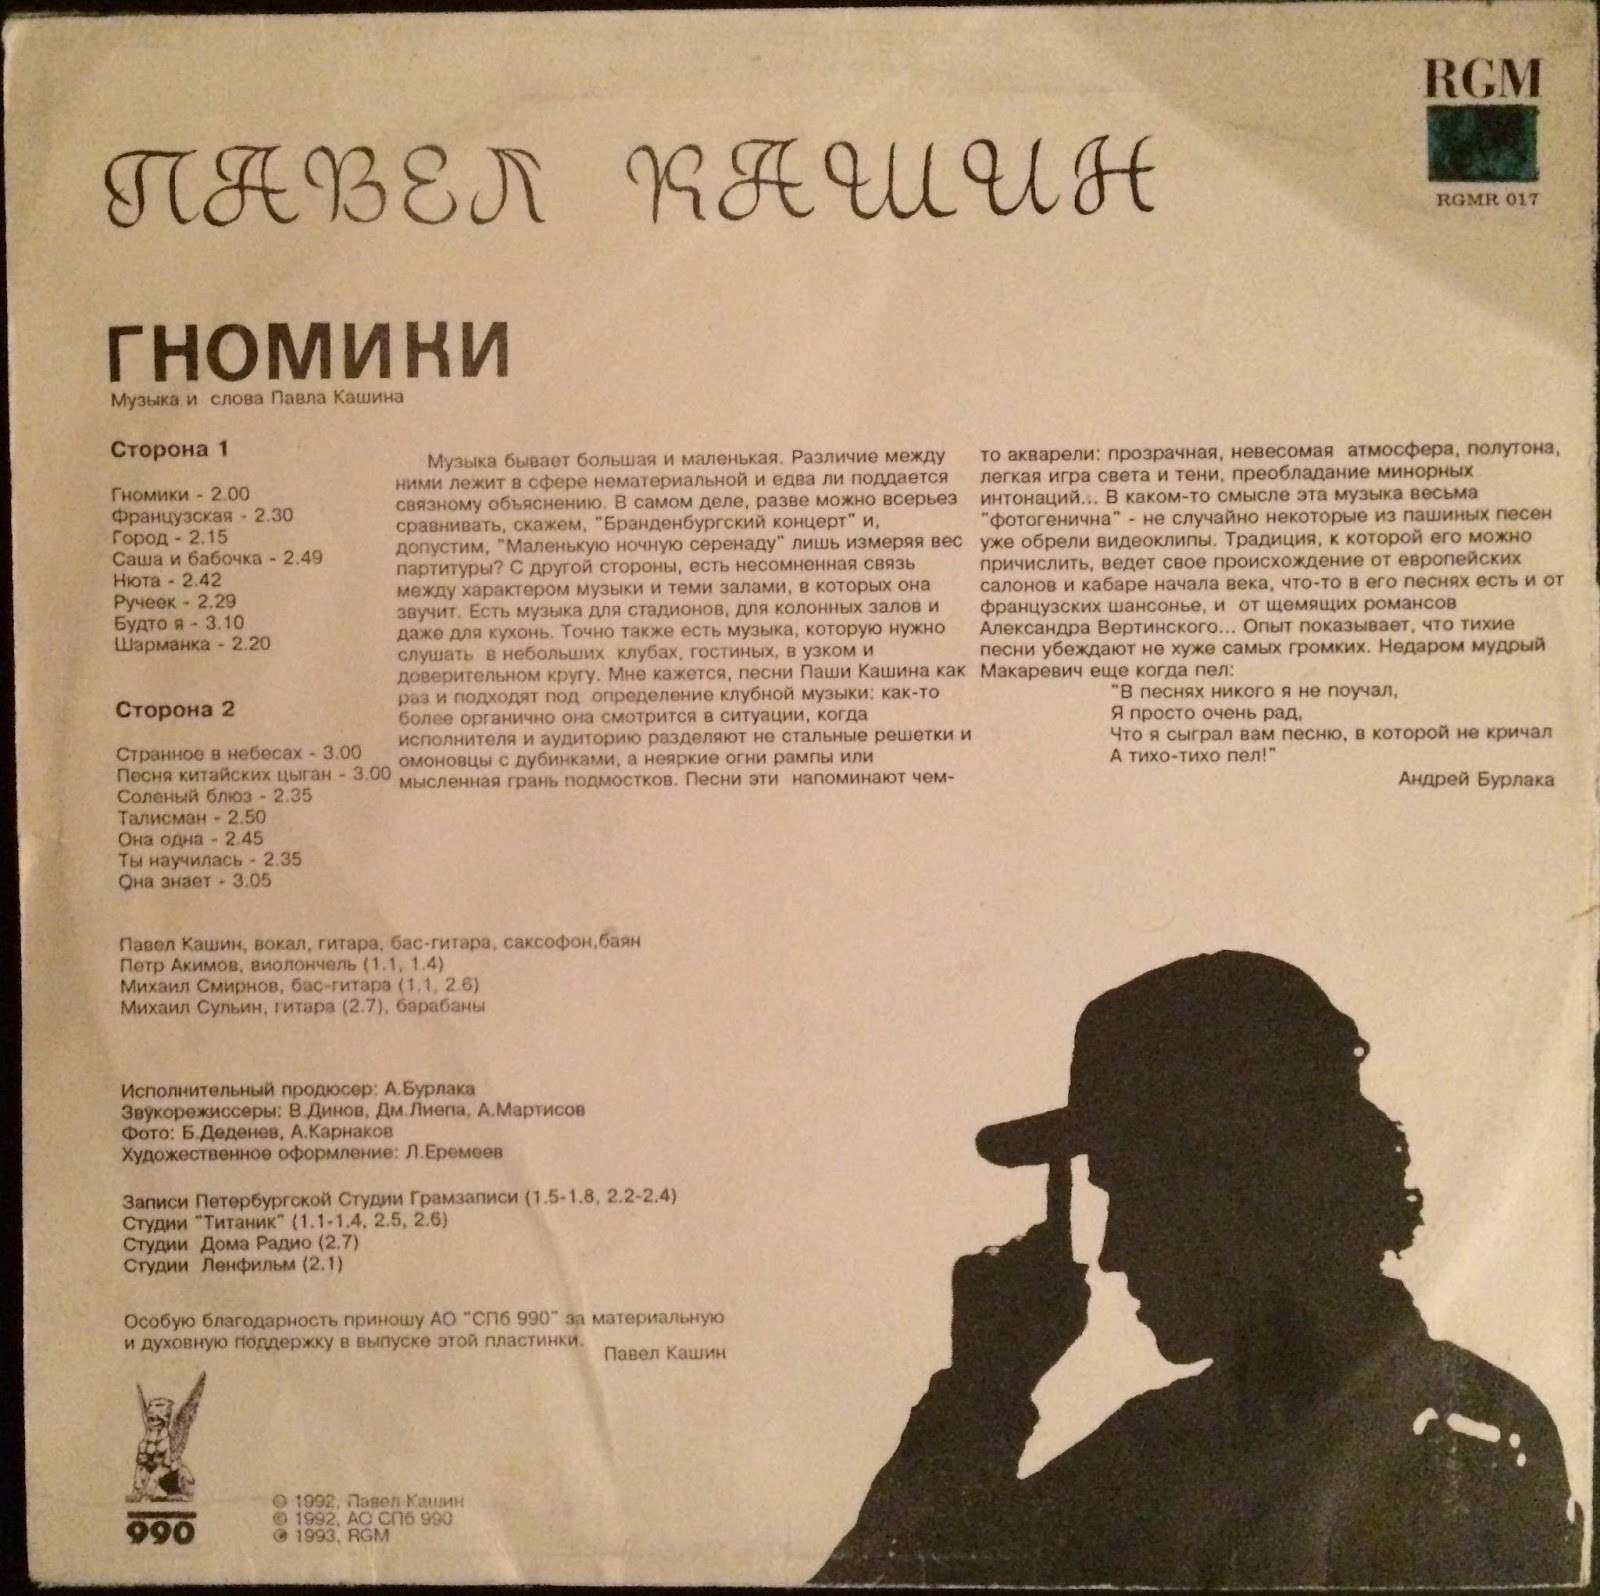 RGM
RGMR 017
ПАВЕЛ КАШИН
ГНОМИКИ
Музыка и слова Павла Кашина
Сторона 1
Гномики - 2.00
Французская - 2.30
Город - 2.15
Саша и бабочка - 2.49
Нюта - 2.42
Ручеек - 2.29
Будто я - 3.10
Шарманка - 2.20
Сторона 2
Странное в небесах - 3.00
Песня китайских цыган - 3.00
Соленый блюз - 2.35
Талисман - 2.50
Она одна - 2.45
Ты научилась - 2.35
Она знает - 3.05
Музыка бывает большая и маленькая. Различие между
ними лежит в сфере нематериальной и едва ли поддается
связному объяснению. В самом деле, разве можно всерьез
сравнивать, скажем, "Бранденбургский концерт" и,
допустим, "Маленькую ночную серенаду" лишь измеряя вес
партитуры? С другой стороны, есть несомненная связь
между характером музыки и теми залами, в которых она
звучит. Есть музыка для стадионов, для колонных залов и
даже для кухонь. Точно также есть музыка, которую нужно
слушать в небольших клубах, гостиных, в узком и
доверительном кругу. Мне кажется, песни Паши Кашина как
раз и подходят под определение клубной музыки: как-то
более органично она смотрится в ситуации, когда
исполнителя и аудиторию разделяют не стальные решетки и
омоновцы с дубинками, а неяркие огни рампы или
мысленная грань подмостков. Песни эти напоминают чем-
то акварели: прозрачная, невесомая атмосфера, полутона,
легкая игра света и тени, преобладание минорных
интонаций... В каком-то смысле эта музыка весьма
"фотогенична" - не случайно некоторые из пашиных песен
уже обрели видеоклипы. Традиция, к которой его можно
причислить, ведет свое происхождение от европейских
салонов и кабаре начала века, что-то в его песнях есть и от
французских шансонье, и от щемящих романсов
Александра Вертинского... Опыт показывает, что тихие
песни убеждают не хуже самых громких. Недаром мудрый
Макаревич еще когда пел:
"В песнях никого я не поучал,
Я просто очень рад,
Что я сыграл вам песню, в которой не кричал
А тихо-тихо пел!"
Андрей Бурлака
Павел Кашин, вокал, гитара, бас-гитара, саксофон,баян
Петр Акимов, виолончель (1.1, 1.4)
Михаил Смирнов, бас-гитара (1.1, 2.6)
Михаил Сульин, гитара (2.7), барабаны
Исполнительный продюсер: А.Бурлака
Звукорежиссеры: В.Динов, Дм.Лиепа, А.Мартисов
Фото: Б.Деденев, А.Карнаков
Художественное оформление: Л.Еремеев
Записи Петербургской Студии Грамзаписи (1.5-1.8, 2.2-2.4)
Студии "Титаник" (1.1-1.4, 2.5, 2.6)
Студии Дома Радио (2.7)
Студии Ленфильм (2.1)
Особую благодарность приношу АО "СПб 990" за материальную
и духовную поддержку в выпуске этой пластинки.
Павел Кашин
990
© 1992, Павел Кашин
© 1992, АО СПб 990
℗ 1993, RGM